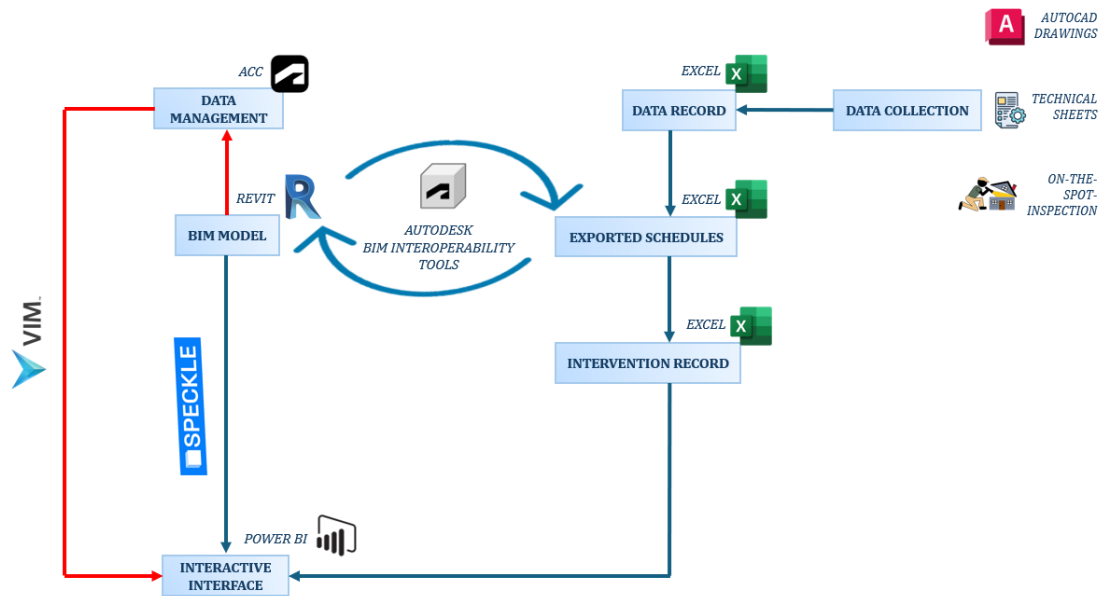 AUTOCAD
DRAWINGS
A
ACC
DATA
MANAGEMENT
EXCEL
X
DATA RECORD
DATA COLLECTION
TECHNICAL
SHEETS
REVIT
R
BIM MODEL
AUTODESK
BIM INTEROPERABILITY
TOOLS
EXCEL
X
EXPORTED SCHEDULES
ON-THE-
SPOT-
INSPECTION
VIM™
SPECKLE
EXCEL
X
INTERVENTION RECORD
POWER BI
INTERACTIVE
INTERFACE